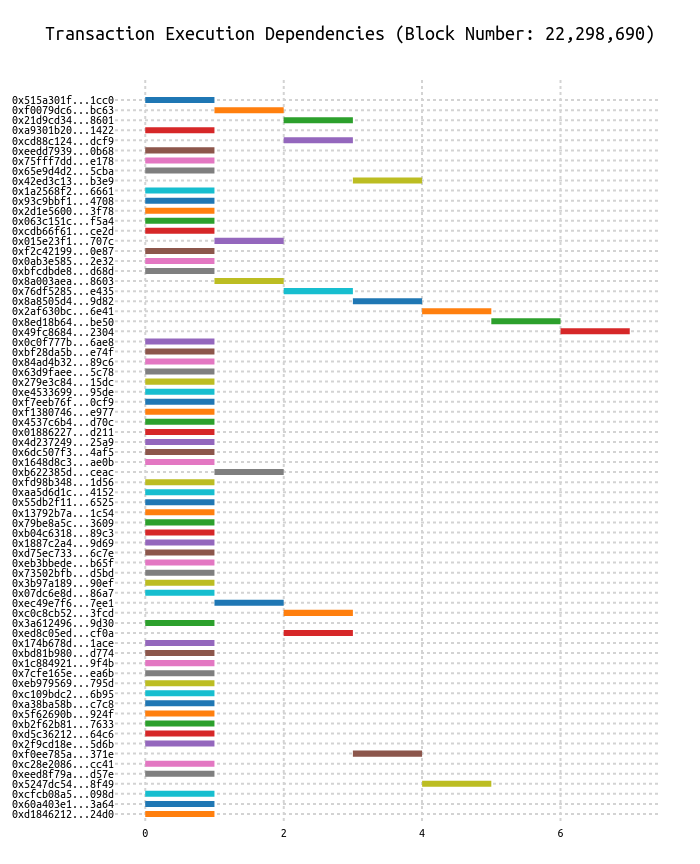 Transaction Execution Dependencies (Block Number: 22,298,690)
0x515a301f...1cc0
0xf0079dc6...bc63
0x21d9cd34...8601
0xa9301b20...1422
0xcd88c124...dcf9
0xeedd7939...0b68
0x75fff7dd...e178
0x65e9d4d2...5cba
0x42ed3c13...b3e9
0x1a2568f2...6661
0x93c9bbf1...4708
0x2d1e5600...3f78
0x063c151c...f5a4
0xcdb66f61...ce2d
0x015e23f1...707c
0xf2c42199...0e87
0x0ab3e585...2e32
0xbfcdbde8...d68d
0x8a003aea...8603
0x76df5285...e435
0x8a8505d4...9d82
0x2af630bc...6e41
0x8ed18b64...be50
0x49fc8684...2304
0x0c0f777b...6ae8
0xbf28da5b...e74f
0x84ad4b32...89c6
0x63d9faee...5c78
0x279e3c84...15dc
0xe4533699...95de
0xf7eeb76f...0cf9
0xf1380746...e977
0x4537c6b4...d70c
0x01886227...d211
0x4d237249...25a9
0x6dc507f3...4af5
0x1648d8c3...ae0b
0xb622385d...ceac
0xfd98b348...1d56
0xaa5d6d1c...4152
0x55db2f11...6525
0x13792b7a...1c54
0x79be8a5c...3609
0xb04c6318...89c3
0x1887c2a4...9d69
0xd75ec733...6c7e
0xeb3bbede...b65f
0x73502bfb...d5bd
0x3b97a189...90ef
0x07dc6e8d...86a7
0xec49e7f6...7ee1
0xc0c8cb52...3fcd
0x3a612496...9d30
0xed8c05ed...cf0a
0x174b678d...1ace
0xbd81b980...d774
0x1c884921...9f4b
0x7cfe165e...ea6b
0xeb979569...795d
0xc109bdc2...6b95
0xa38ba58b...c7c8
0x5f62690b...924f
0xb2f62b81...7633
0xd5c36212...64c6
0x2f9cd18e...5d6b
0xf0ee785a...371e
0xc28e2086...cc41
0xeed8f79a...d57e
0x5247dc54...8f49
0xcfcb08a5...098d
0x60a403e1...3a64
0xd1846212...24d0
0 2 4 6